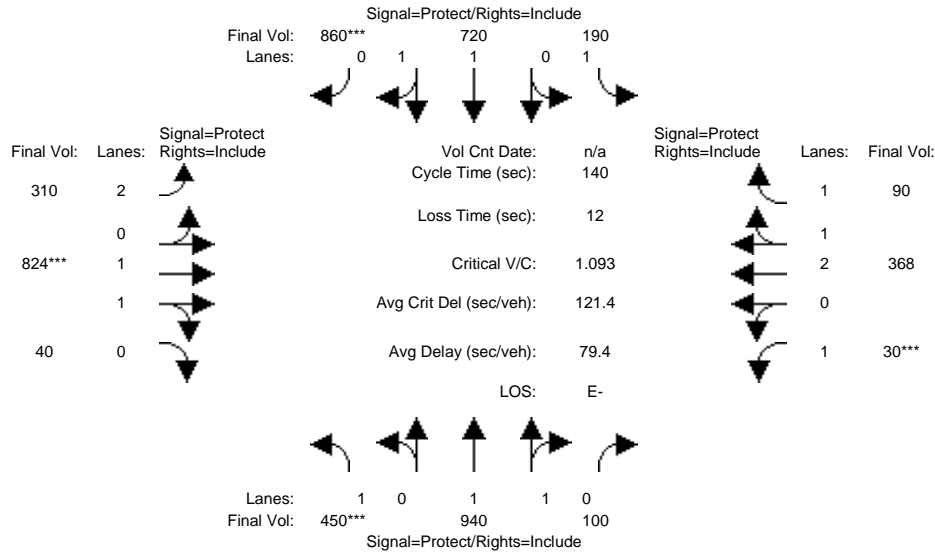 Signal=Protect/Rights=Include
Final Vol: 860*** 720 190
Lanes: 0 1 1 0 1
Signal=Protect
Final Vol: Lanes: Rights=Include
Vol Cnt Date: n/a
Signal=Protect
Rights=Include Lanes: Final Vol:
Cycle Time (sec): 140
310 2
1 90
Loss Time (sec): 12
0
1
824*** 1
Critical V/C: 1.093
2 368
1
Avg Crit Del (sec/veh): 121.4
0
40 0
Avg Delay (sec/veh): 79.4
1 30***
LOS: E-
Lanes: 1 0 1 1 0
Final Vol: 450*** 940 100
Signal=Protect/Rights=Include